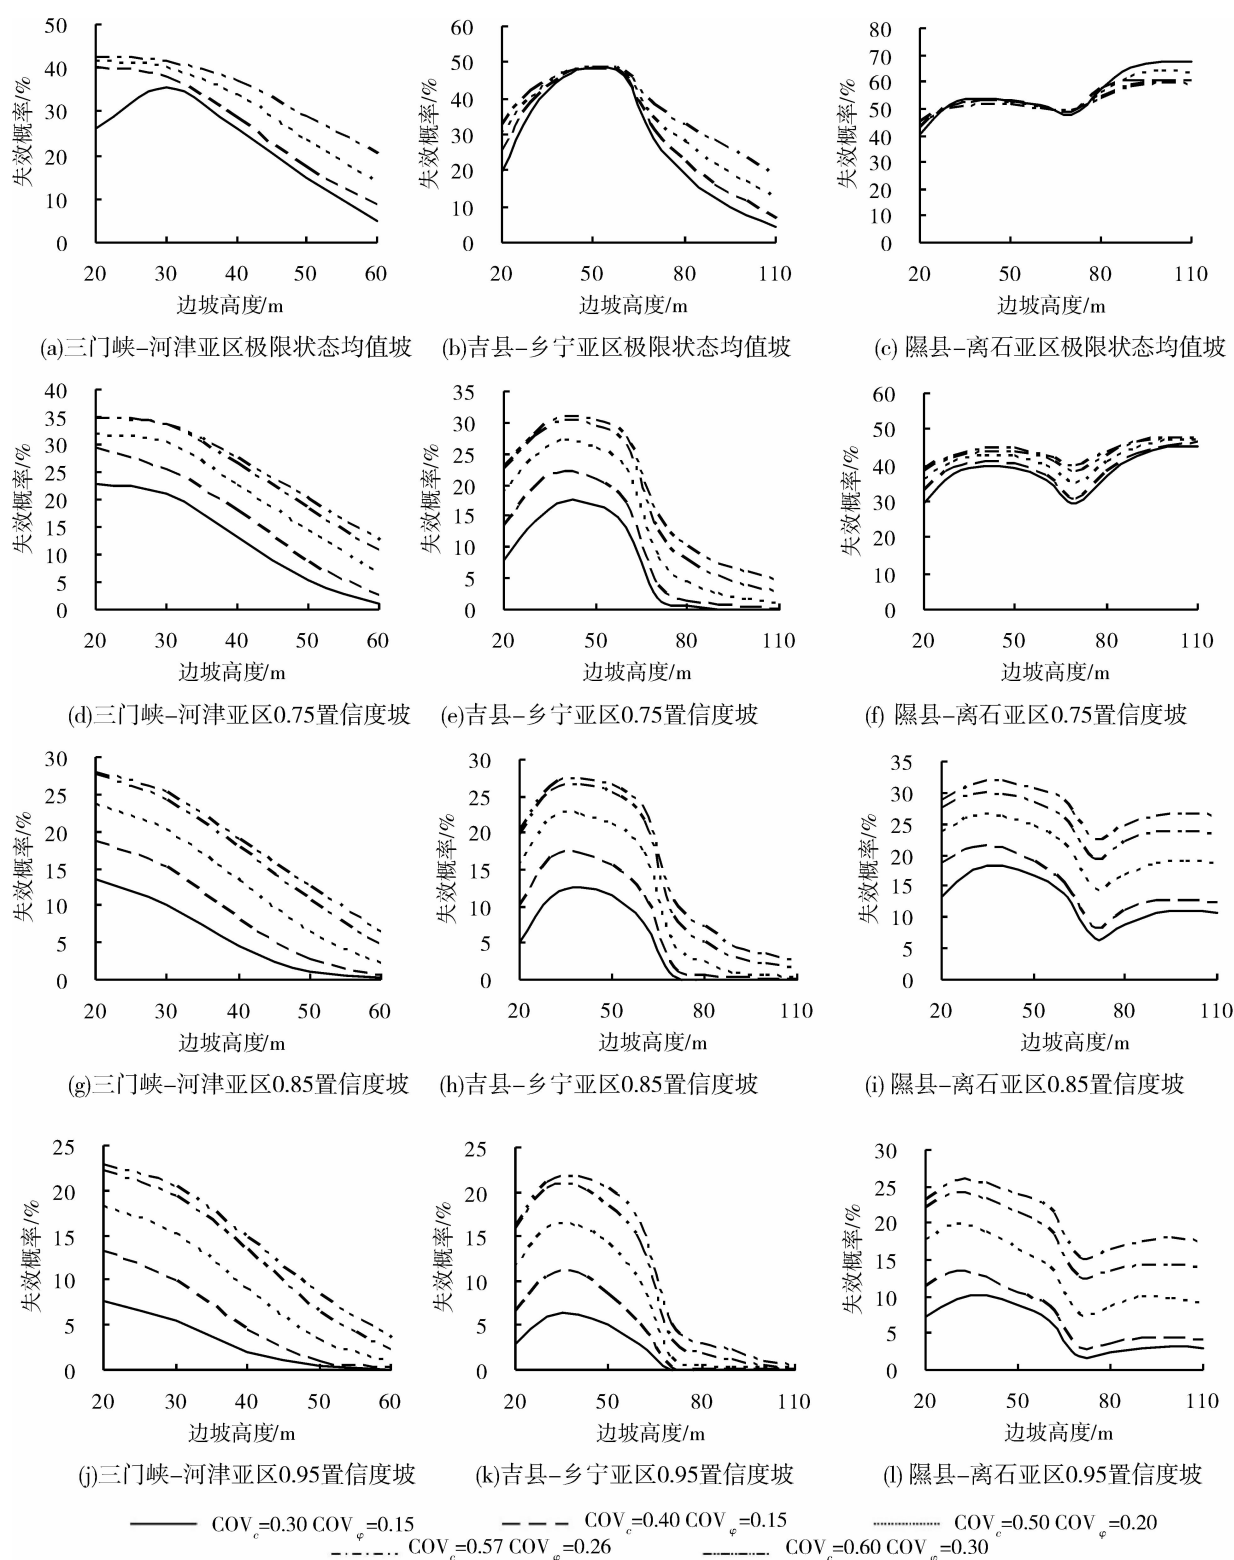 50
40
30
20
10
0
失效概率/%
20 30 40 50 60
边坡高度/m
(a)三门峡–河津亚区极限状态均值坡
60
50
40
30
20
10
0
失效概率/%
20 50 80 110
边坡高度/m
(b)吉县–乡宁亚区极限状态均值坡
80
70
60
50
40
30
20
10
0
失效概率/%
20 50 80 110
边坡高度/m
(c) 隰县–离石亚区极限状态均值坡
40
35
30
25
20
15
10
5
0
失效概率/%
20 30 40 50 60
边坡高度/m
(d)三门峡–河津亚区0.75置信度坡
35
30
25
20
15
10
5
0
失效概率/%
20 50 80 110
边坡高度/m
(e)吉县–乡宁亚区0.75置信度坡
60
50
40
30
20
10
0
失效概率/%
20 50 80 110
边坡高度/m
(f) 隰县–离石亚区0.75置信度坡
30
25
20
15
10
5
0
失效概率/%
20 30 40 50 60
边坡高度/m
(g)三门峡–河津亚区0.85置信度坡
30
25
20
15
10
5
0
失效概率/%
20 50 80 110
边坡高度/m
(h)吉县–乡宁亚区0.85置信度坡
35
30
25
20
15
10
5
0
失效概率/%
20 50 80 110
边坡高度/m
(i) 隰县–离石亚区0.85置信度坡
25
20
15
10
5
0
失效概率/%
20 30 40 50 60
边坡高度/m
(j)三门峡–河津亚区0.95置信度坡
25
20
15
10
5
0
失效概率/%
20 50 80 110
边坡高度/m
(k)吉县–乡宁亚区0.95置信度坡
30
25
20
15
10
5
0
失效概率/%
20 50 80 110
边坡高度/m
(l) 隰县–离石亚区0.95置信度坡
COVc=0.30 COVφ=0.15
COVc=0.40 COVφ=0.15
COVc=0.50 COVφ=0.20
COVc=0.57 COVφ=0.26
COVc=0.60 COVφ=0.30